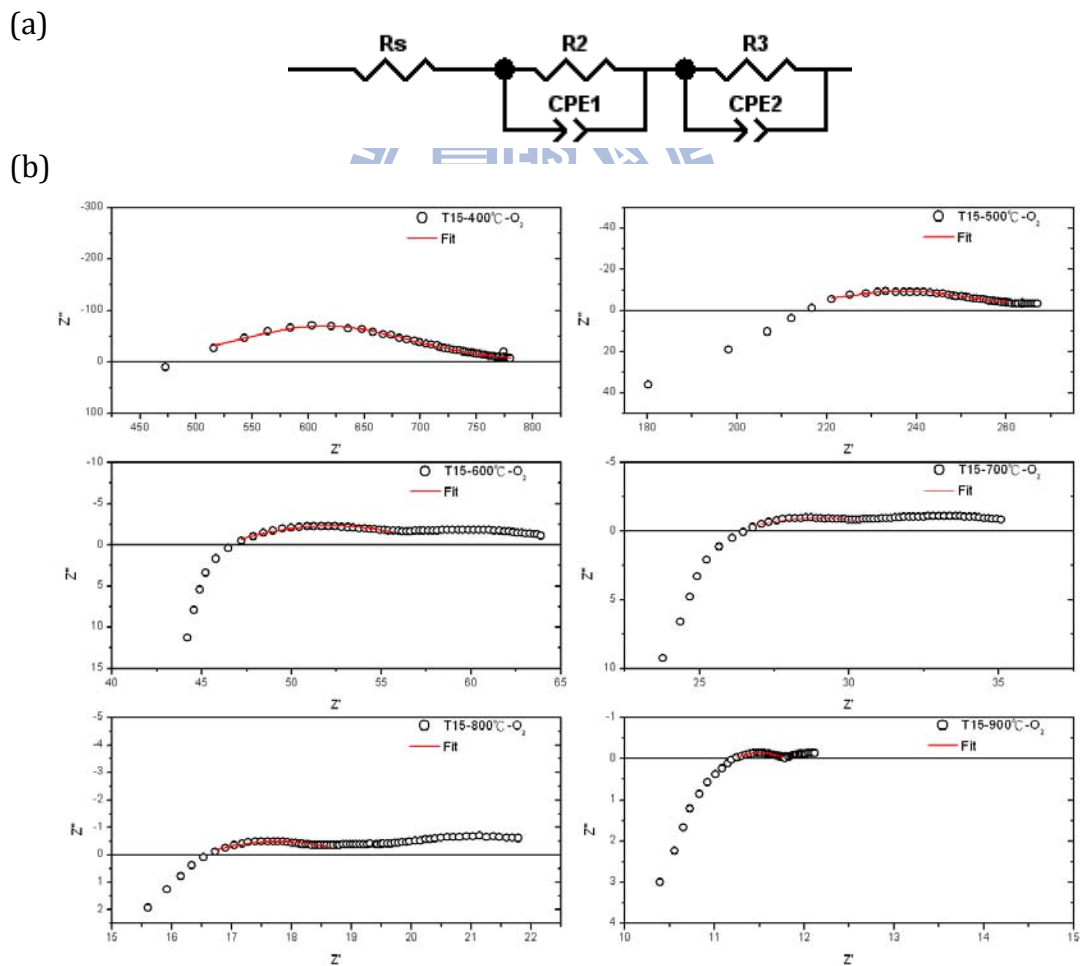 (a)
Rs R2 R3
CPE1 CPE2
(b)
-300
-200
-100
0
100
Z''
T15-400℃-O₂
Fit
450 500 550 600 650 700 750 800
Z'
-40
-20
-10
0
20
40
Z''
T15-500℃-O₂
Fit
180 200 220 240 260
Z'
-10
-5
0
5
10
15
Z''
T15-600℃-O₂
Fit
40 45 50 55 60 65
Z'
-5
0
5
10
Z''
T15-700℃-O₂
Fit
25 30 35
Z'
-5
-4
-3
-2
-1
0
1
2
Z''
T15-800℃-O₂
Fit
15 16 17 18 19 20 21 22
Z'
-1
0
1
2
3
4
Z''
T15-900℃-O₂
Fit
10 11 12 13 14 15
Z'